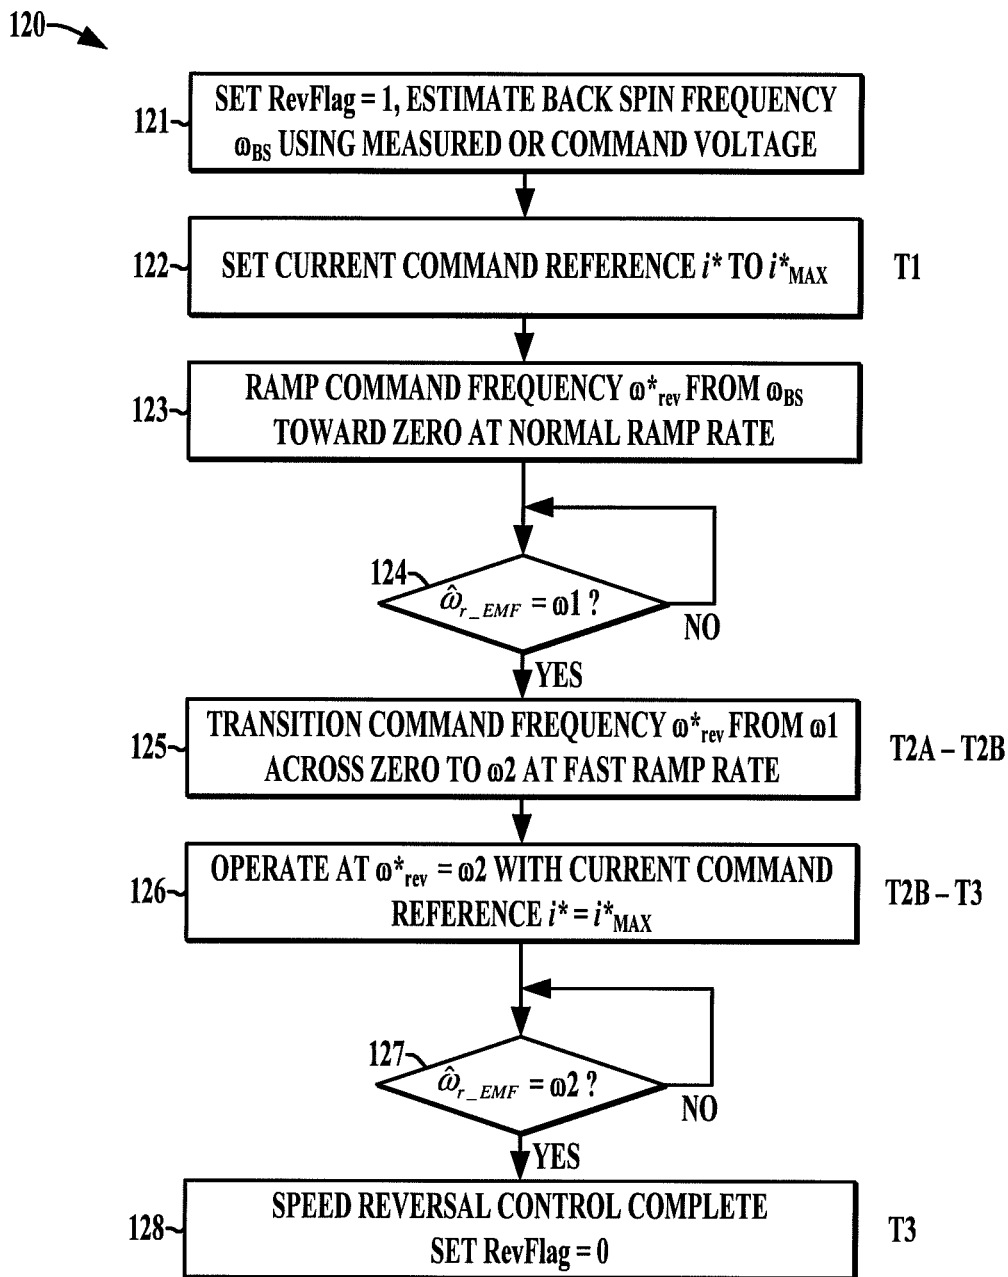 120
121
SET RevFlag = 1, ESTIMATE BACK SPIN FREQUENCY
ωBS USING MEASURED OR COMMAND VOLTAGE
122
SET CURRENT COMMAND REFERENCE i* TO i*MAX
T1
123
RAMP COMMAND FREQUENCY ω*rev FROM ωBS
TOWARD ZERO AT NORMAL RAMP RATE
124
ω̂r_EMF = ω1 ?
NO
YES
125
TRANSITION COMMAND FREQUENCY ω*rev FROM ω1
ACROSS ZERO TO ω2 AT FAST RAMP RATE
T2A – T2B
126
OPERATE AT ω*rev = ω2 WITH CURRENT COMMAND
REFERENCE i* = i*MAX
T2B – T3
127
ω̂r_EMF = ω2 ?
NO
YES
128
SPEED REVERSAL CONTROL COMPLETE
SET RevFlag = 0
T3